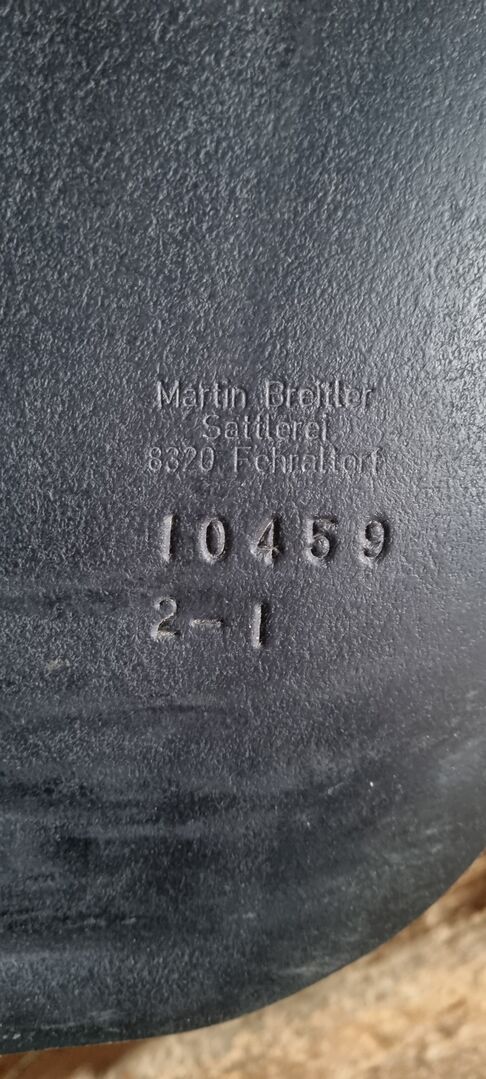 Martin Breitler
Sattlerei
8320 Fehraltorf
10459
2-1